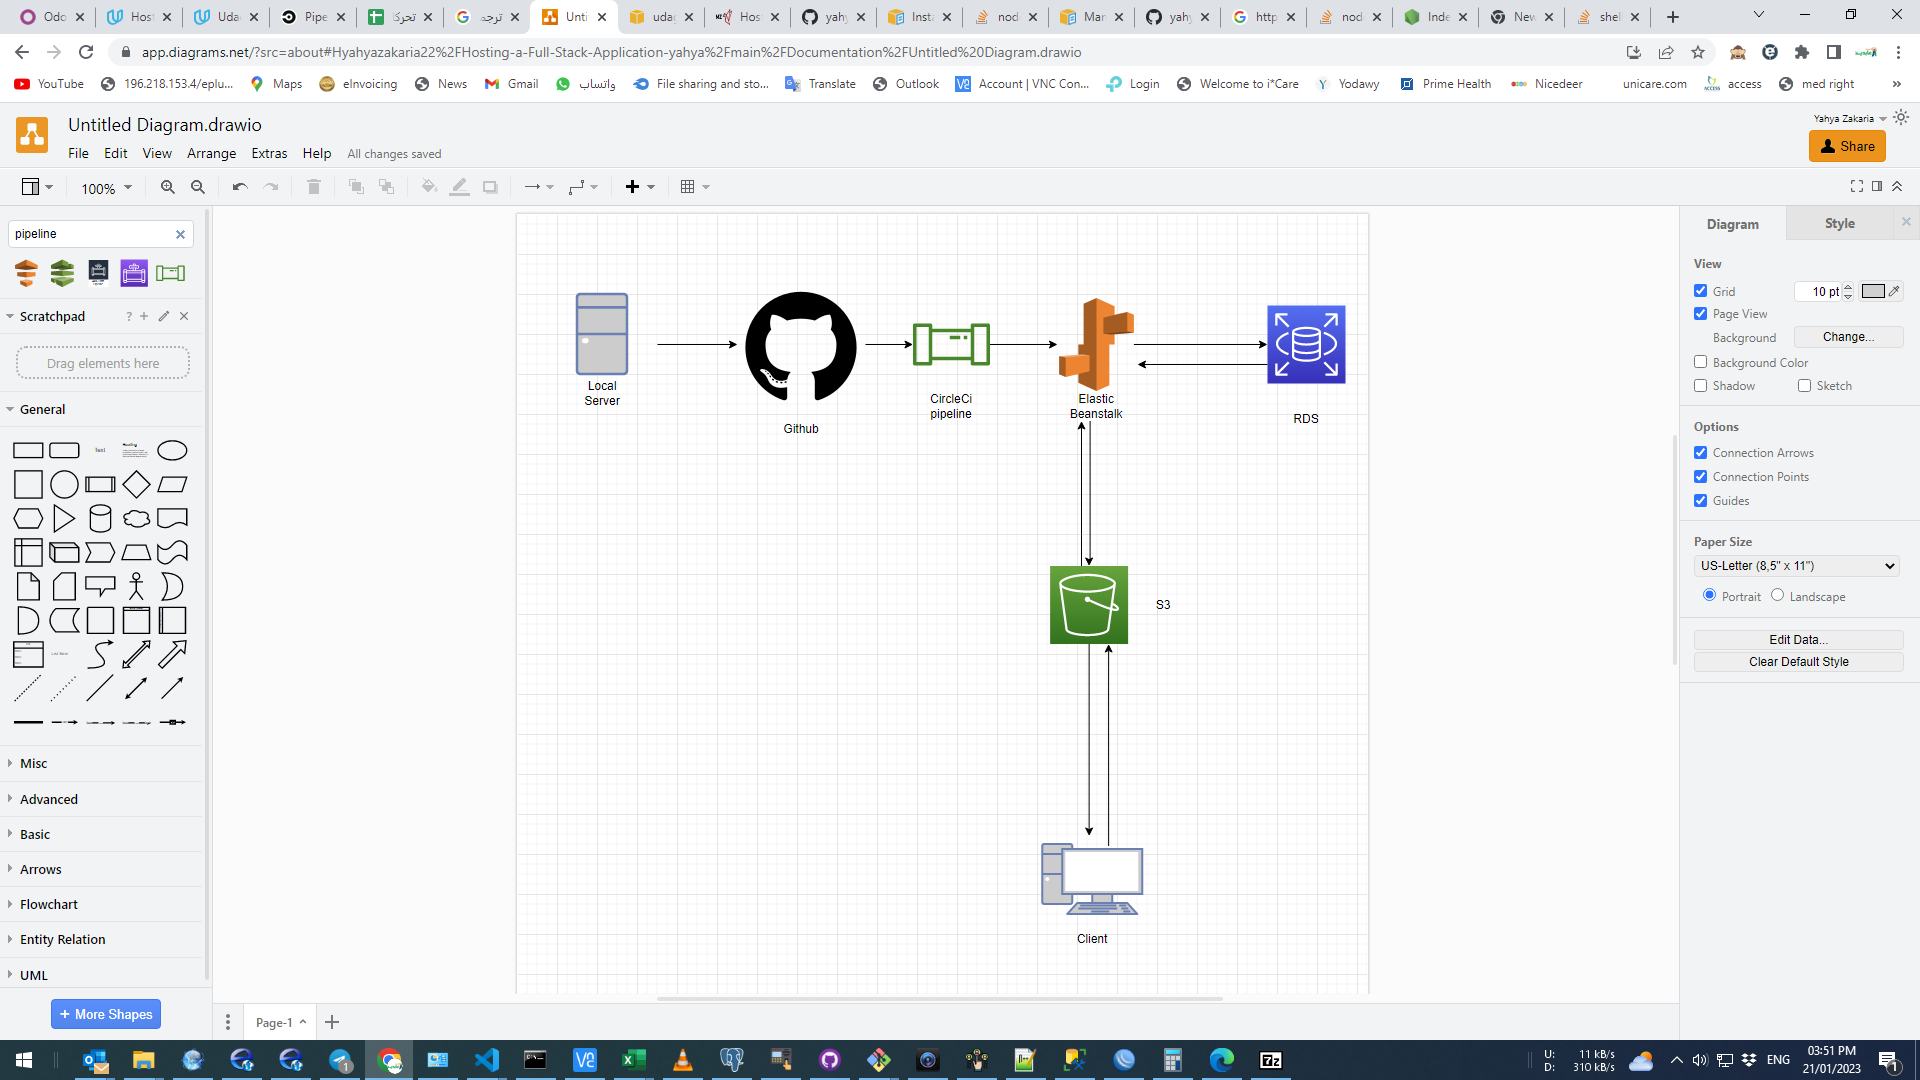 Odo
Host
Uda
Pipe
تحركا
ترجم
Unti
uda
Hos
yahy
Inst
nod
Mar
yahy
http
nod
Inde
New
shel
app.diagrams.net/?src=about#Hyahyazakaria22%2FHosting-a-Full-Stack-Application-yahya%2Fmain%2FDocumentation%2FUntitled%20Diagram.drawio
YouTube
196.218.153.4/eplu...
Maps
eInvoicing
News
Gmail
واتساب
File sharing and sto...
Translate
Outlook
Account | VNC Con...
Login
Welcome to i*Care
Yodawy
Prime Health
Nicedeer
unicare.com
access
med right
»
Untitled Diagram.drawio
Yahya Zakaria
File Edit View Arrange Extras Help All changes saved
Share
100%
pipeline
Scratchpad
?
Drag elements here
General
Text
Heading
Misc
Advanced
Basic
Arrows
Flowchart
Entity Relation
UML
+ More Shapes
Local
Server
Github
CircleCi
pipeline
Elastic
Beanstalk
RDS
S3
Client
Page-1
Diagram
Style
View
Grid
10 pt
Page View
Background
Change...
Background Color
Shadow
Sketch
Options
Connection Arrows
Connection Points
Guides
Paper Size
US-Letter (8,5" x 11")
Portrait
Landscape
Edit Data...
Clear Default Style
U: 11 kB/s
D: 310 kB/s
ENG
03:51 PM
21/01/2023